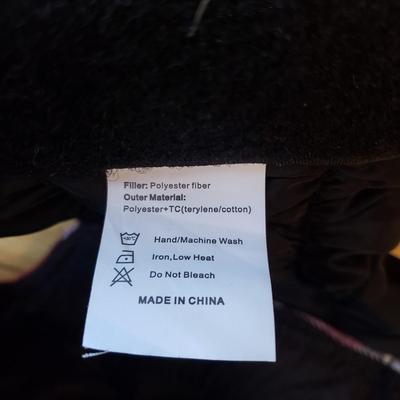 Filler: Polyester fiber
Outer Material:
Polyester+TC(terylene/cotton)
Hand/Machine Wash
Iron,Low Heat
Do Not Bleach
MADE IN CHINA